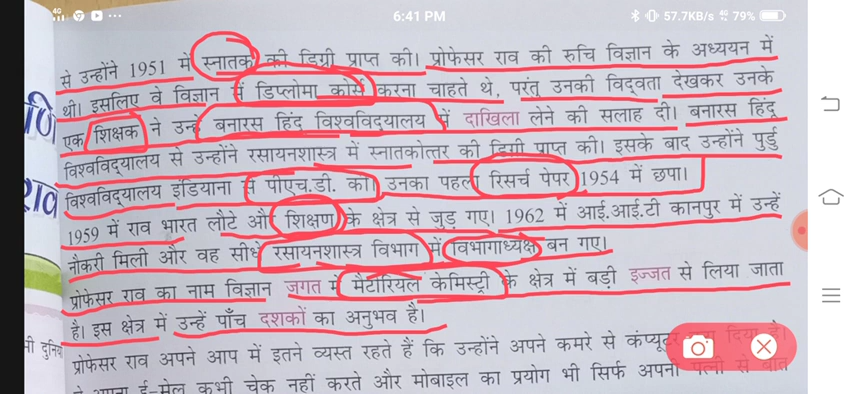 4G 6:41 PM 57.7KB/s 4G 79%
से उन्होंने 1951 में स्नातक की डिग्री प्राप्त की। प्रोफेसर राव की रुचि विज्ञान के अध्ययन में
थी। इसलिए वे विज्ञान में डिप्लोमा कोर्स करना चाहते थे, परंतु उनकी विद्वता देखकर उनके
एक शिक्षक ने उन्हें बनारस हिंदू विश्वविद्यालय में दाखिला लेने की सलाह दी। बनारस हिंदू
विश्वविद्यालय से उन्होंने रसायनशास्त्र में स्नातकोत्तर की डिग्री प्राप्त की। इसके बाद उन्होंने पुर्डु
विश्वविद्यालय इंडियाना से पीएच.डी. की। उनका पहला रिसर्च पेपर 1954 में छपा।
1959 में राव भारत लौटे और शिक्षण के क्षेत्र से जुड़ गए। 1962 में आई.आई.टी कानपुर में उन्हें
नौकरी मिली और वह सीधे रसायनशास्त्र विभाग में विभागाध्यक्ष बन गए।
प्रोफेसर राव का नाम विज्ञान जगत में मैटीरियल केमिस्ट्री के क्षेत्र में बड़ी इज्जत से लिया जाता
है। इस क्षेत्र में उन्हें पाँच दशकों का अनुभव है।
प्रोफेसर राव अपने आप में इतने व्यस्त रहते हैं कि उन्होंने अपने कमरे से कंप्यूटर दिया है।
अपना ई-मेल कभी चेक नहीं करते और मोबाइल का प्रयोग भी सिर्फ अपनी पत्नी से बात
राव
भी दुनिय